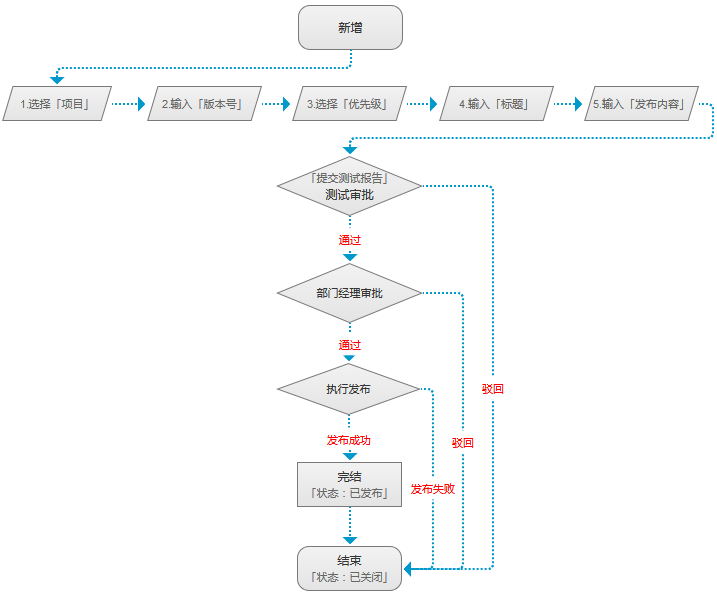 新增
1.选择「项目」
2.输入「版本号」
3.选择「优先级」
4.输入「标题」
5.输入「发布内容」
「提交测试报告」
测试审批
通过
部门经理审批
通过
执行发布
驳回
发布成功
驳回
完结
「状态：已发布」
发布失败
结束
「状态：已关闭」